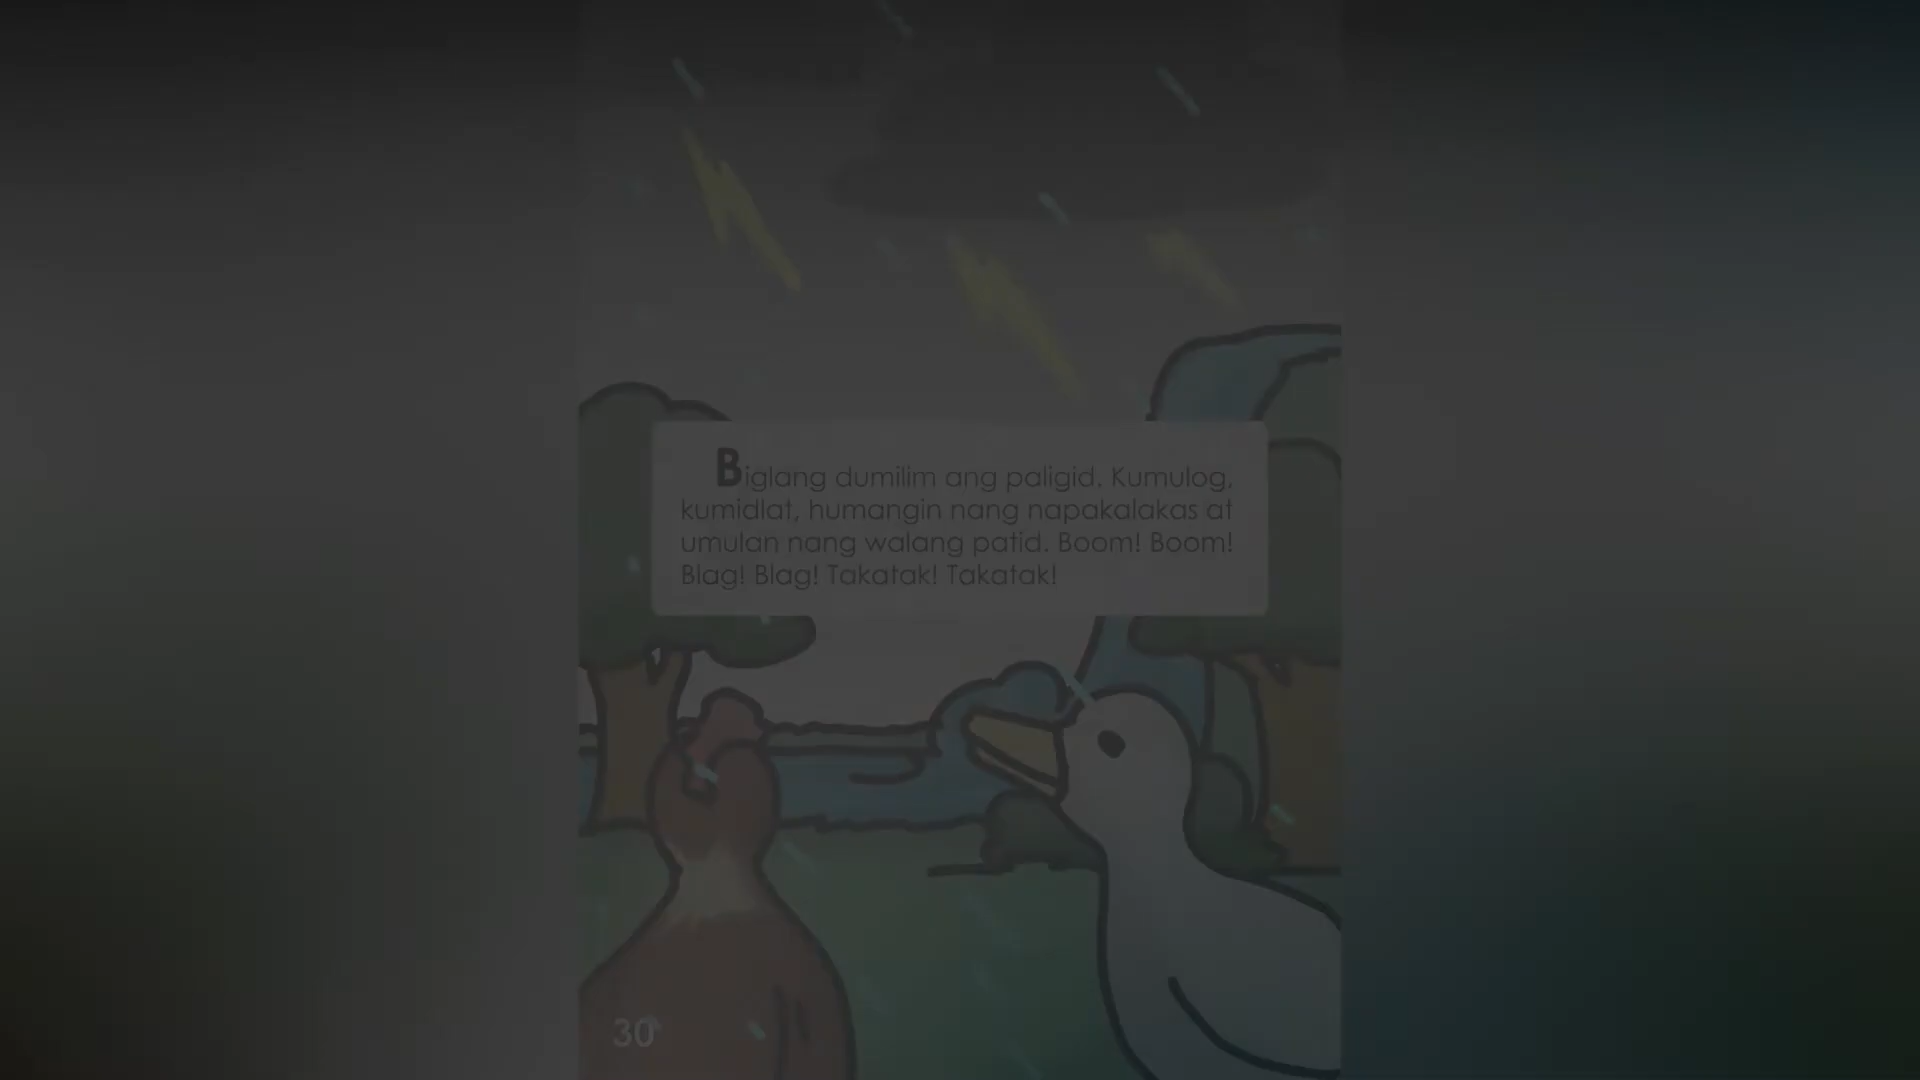 Biglang dumilim ang paligid. Kumulog,
kumidlat, humangin nang napakalakas at
umulan nang walang patid. Boom! Boom!
Blag! Blag! Takatak! Takatak!
30